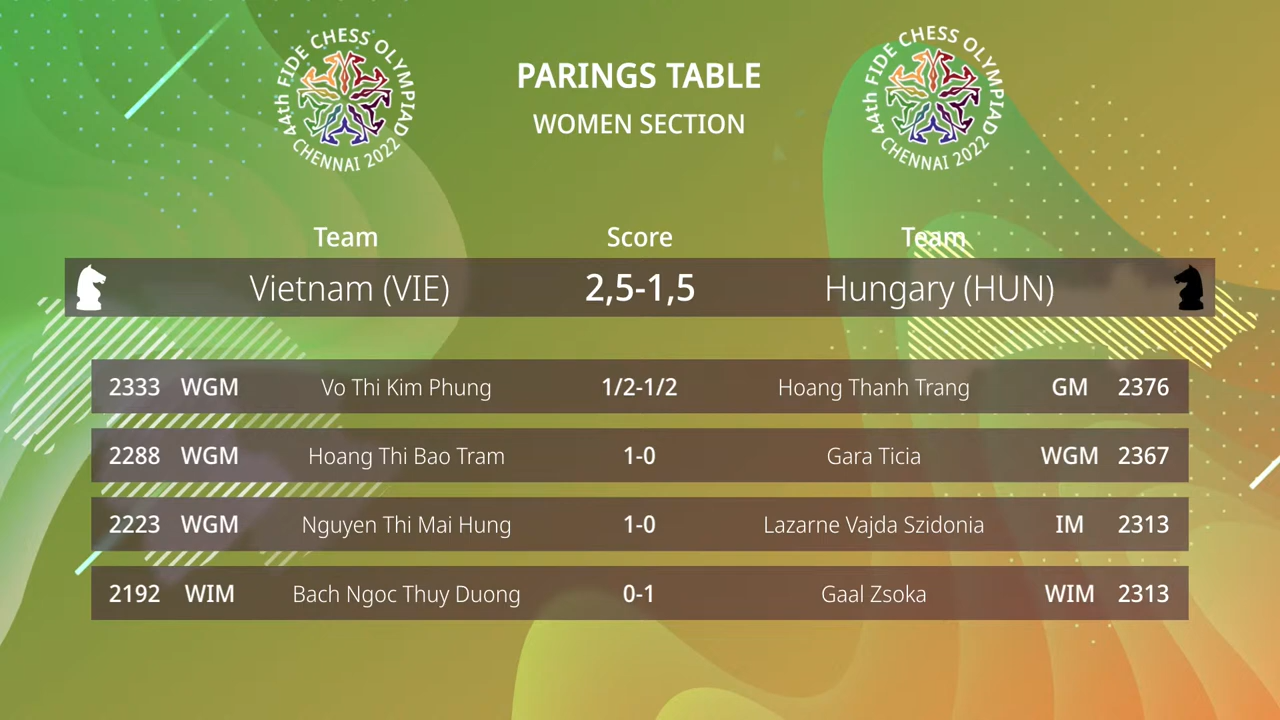 44th FIDE CHESS OLYMPIAD
CHENNAI 2022
PARINGS TABLE
WOMEN SECTION
44th FIDE CHESS OLYMPIAD
CHENNAI 2022
Team Score Team
Vietnam (VIE) 2,5-1,5 Hungary (HUN)
2333 WGM Vo Thi Kim Phung 1/2-1/2 Hoang Thanh Trang GM 2376
2288 WGM Hoang Thi Bao Tram 1-0 Gara Ticia WGM 2367
2223 WGM Nguyen Thi Mai Hung 1-0 Lazarne Vajda Szidonia IM 2313
2192 WIM Bach Ngoc Thuy Duong 0-1 Gaal Zsoka WIM 2313